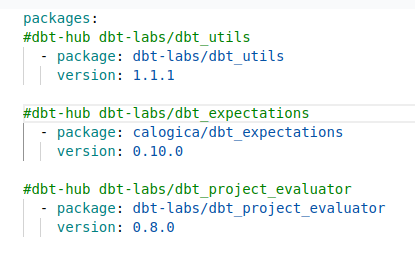 packages:
#dbt-hub dbt-labs/dbt_utils
  - package: dbt-labs/dbt_utils
    version: 1.1.1

#dbt-hub dbt-labs/dbt_expectations
  - package: calogica/dbt_expectations
    version: 0.10.0

#dbt-hub dbt-labs/dbt_project_evaluator
  - package: dbt-labs/dbt_project_evaluator
    version: 0.8.0